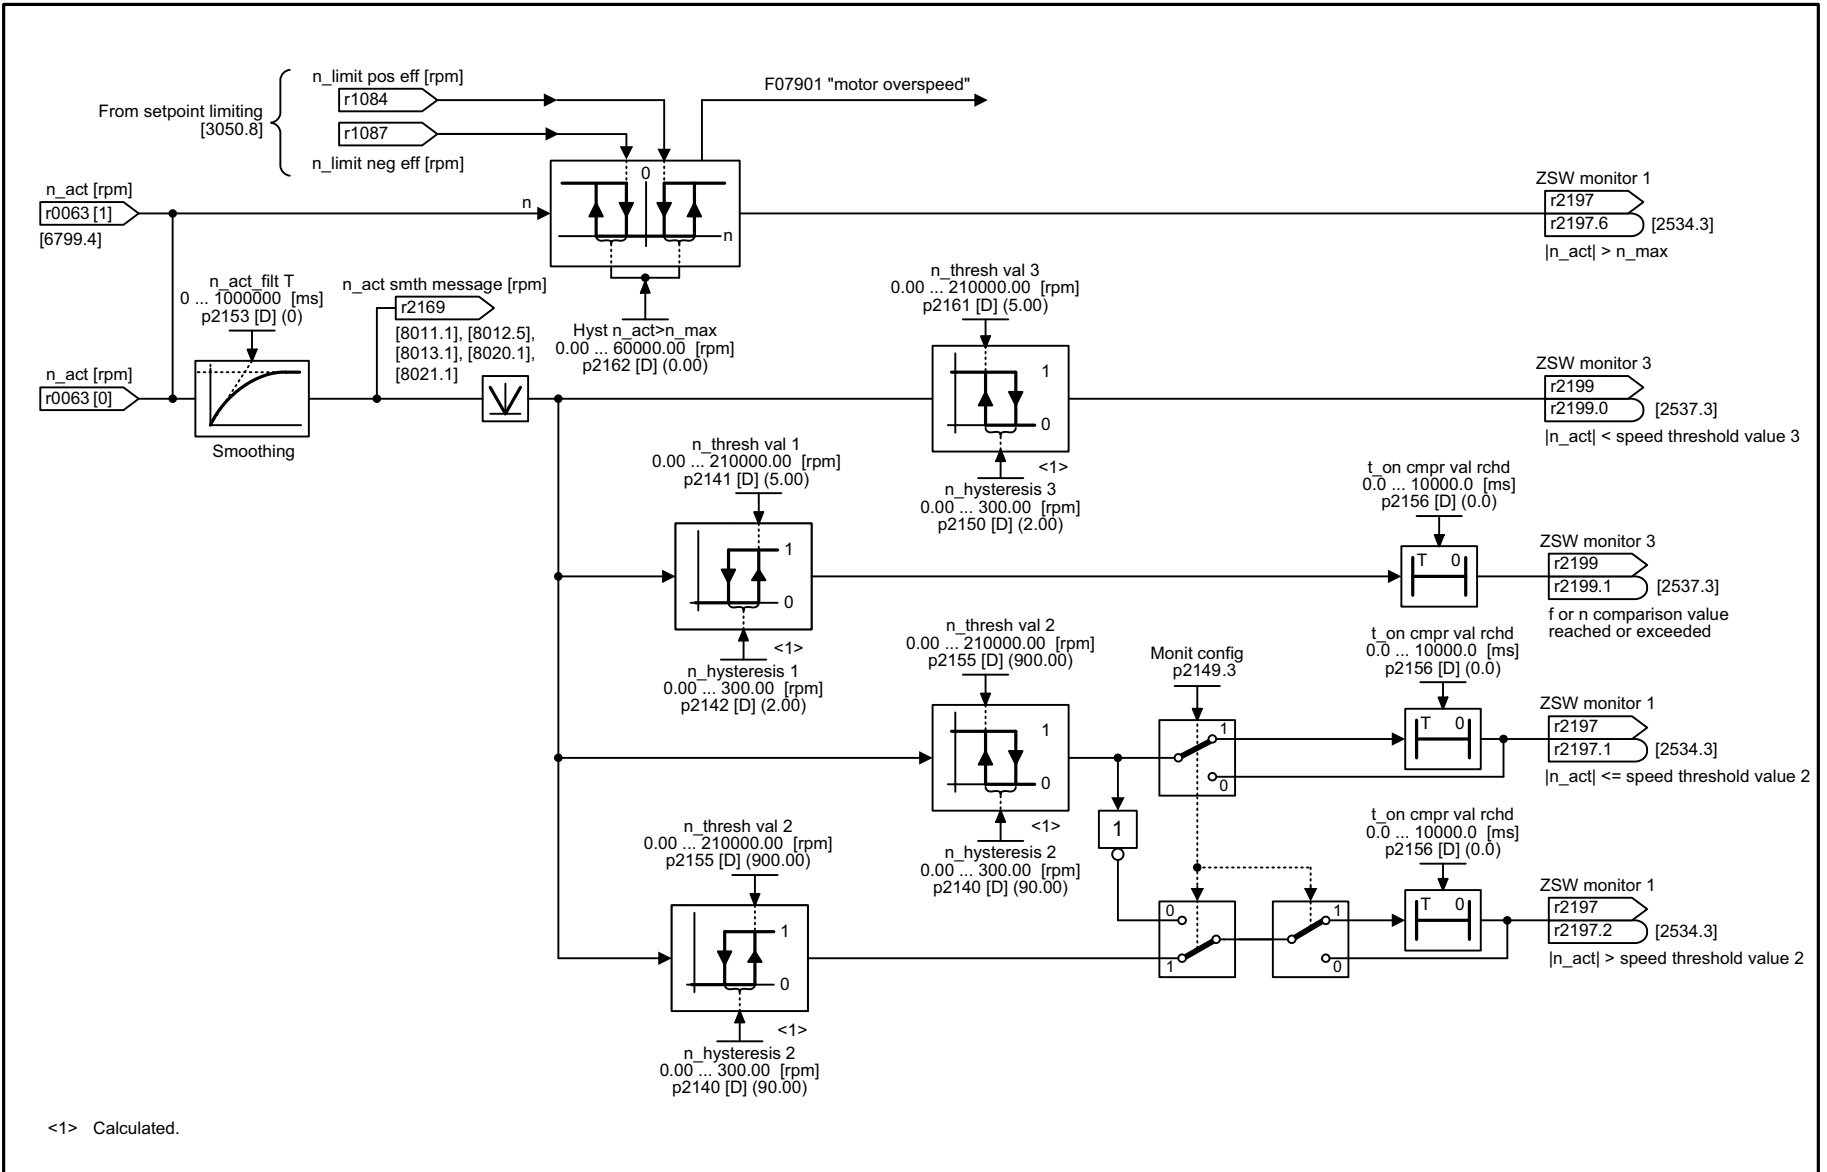 n_limit pos eff [rpm]
r1084
From setpoint limiting
[3050.8]
r1087
n_limit neg eff [rpm]
F07901 "motor overspeed"
n_act [rpm]
r0063 [1]
[6799.4]
n
0
n
ZSW monitor 1
r2197
r2197.6 [2534.3]
|n_act| > n_max
n_act_filt T
0 ... 1000000 [ms]
p2153 [D] (0)
n_act smth message [rpm]
r2169
[8011.1], [8012.5],
[8013.1], [8020.1],
[8021.1]
Hyst n_act>n_max
0.00 ... 60000.00 [rpm]
p2162 [D] (0.00)
n_thresh val 3
0.00 ... 210000.00 [rpm]
p2161 [D] (5.00)
n_act [rpm]
r0063 [0]
Smoothing
1
0
<1>
n_hysteresis 3
0.00 ... 300.00 [rpm]
p2150 [D] (2.00)
ZSW monitor 3
r2199
r2199.0 [2537.3]
|n_act| < speed threshold value 3
n_thresh val 1
0.00 ... 210000.00 [rpm]
p2141 [D] (5.00)
1
0
<1>
n_hysteresis 1
0.00 ... 300.00 [rpm]
p2142 [D] (2.00)
t_on cmpr val rchd
0.0 ... 10000.0 [ms]
p2156 [D] (0.0)
T 0
ZSW monitor 3
r2199
r2199.1 [2537.3]
f or n comparison value
reached or exceeded
n_thresh val 2
0.00 ... 210000.00 [rpm]
p2155 [D] (900.00)
1
0
<1>
n_hysteresis 2
0.00 ... 300.00 [rpm]
p2140 [D] (90.00)
Monit config
p2149.3
1
0
1
t_on cmpr val rchd
0.0 ... 10000.0 [ms]
p2156 [D] (0.0)
T 0
ZSW monitor 1
r2197
r2197.1 [2534.3]
|n_act| <= speed threshold value 2
n_thresh val 2
0.00 ... 210000.00 [rpm]
p2155 [D] (900.00)
1
0
<1>
n_hysteresis 2
0.00 ... 300.00 [rpm]
p2140 [D] (90.00)
0
1
1
0
t_on cmpr val rchd
0.0 ... 10000.0 [ms]
p2156 [D] (0.0)
T 0
ZSW monitor 1
r2197
r2197.2 [2534.3]
|n_act| > speed threshold value 2
<1> Calculated.